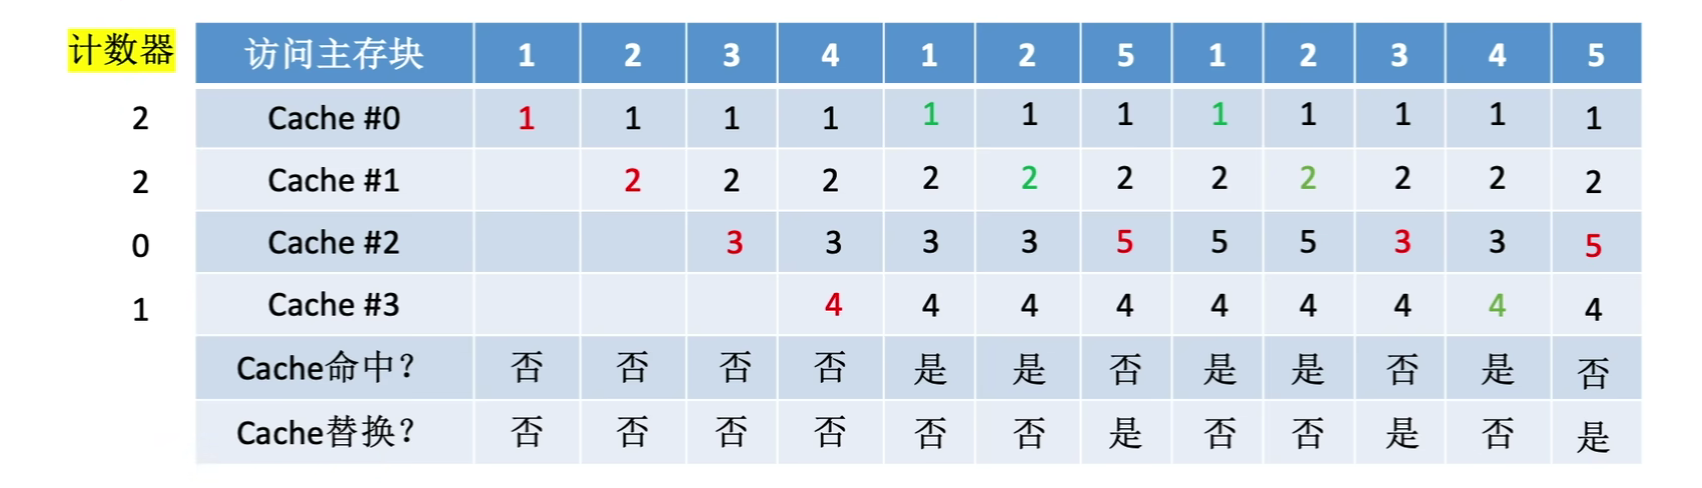 计数器 访问主存块 1 2 3 4 1 2 5 1 2 3 4 5
2 Cache #0 1 1 1 1 1 1 1 1 1 1 1 1
2 Cache #1 2 2 2 2 2 2 2 2 2 2 2
0 Cache #2 3 3 3 3 5 5 5 3 3 5
1 Cache #3 4 4 4 4 4 4 4 4 4
Cache命中? 否 否 否 否 是 是 否 是 是 否 是 否
Cache替换? 否 否 否 否 否 否 是 否 否 是 否 是